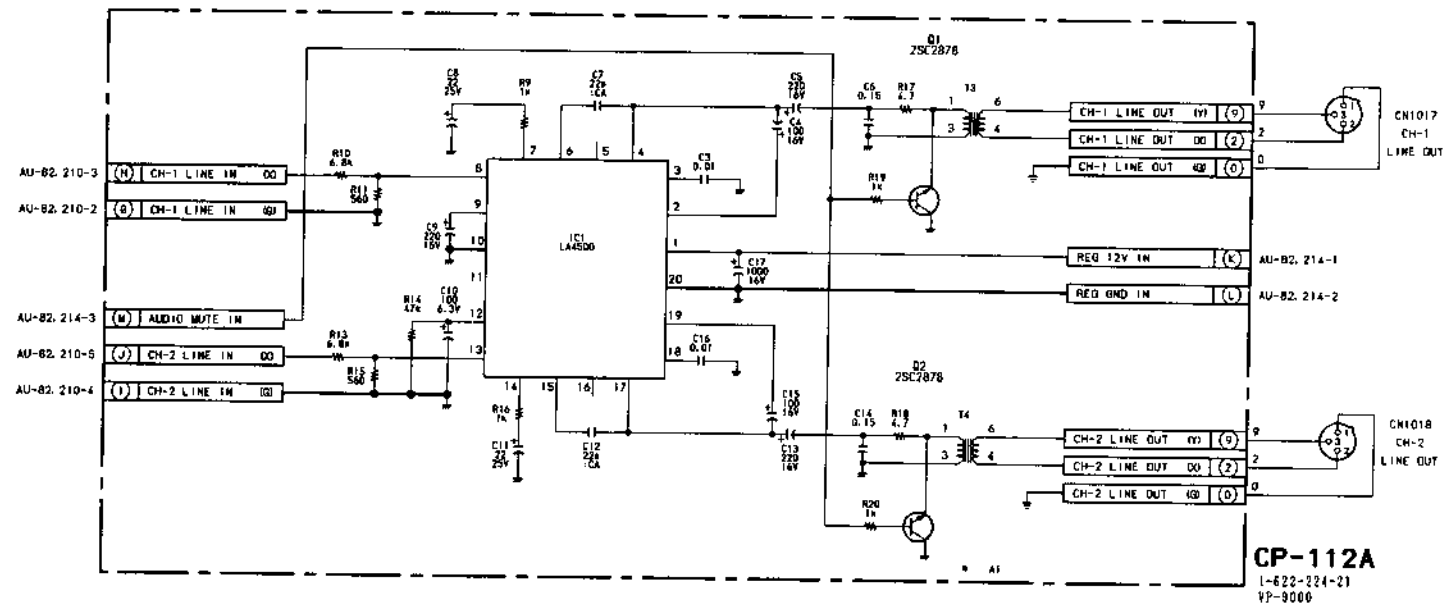 Q1
2SC2878
C8
22
25V
R9
1k
C7
22µ
10A
C5
220
16V
C4
100
16V
C6
0.15
R17
4.7
T3
1
3
6
4
CH-1 LINE OUT (Y) 9
CH-1 LINE OUT (X) 2
CH-1 LINE OUT (G) 0
9
2
0
1
3
2
CN1017
CH-1
LINE OUT
AU-82, 210-3
CH-1 LINE IN (X)
R10
6.8k
R11
560
AU-82, 210-2
CH-1 LINE IN (G)
7
6
5
4
8
9
10
11
12
13
3
2
1
20
19
18
14
15
16
17
C3
0.01
R19
1k
C9
220
16V
IC1
LA4500
C17
1000
16V
REG 12V IN K
AU-82, 214-1
REG GND IN L
AU-82, 214-2
AU-82, 214-3
M AUDIO MUTE IN
R14
47k
C10
100
6.3V
R13
6.8k
AU-82, 210-5
J CH-2 LINE IN (X)
R15
560
AU-82, 210-4
I CH-2 LINE IN (G)
C16
0.01
R16
1k
C11
22
25V
C12
22µ
10A
C15
100
16V
C13
220
16V
Q2
2SC2878
C14
0.15
R18
4.7
T4
1
3
6
4
CH-2 LINE OUT (Y) 9
CH-2 LINE OUT (X) 2
CH-2 LINE OUT (G) 0
9
2
0
1
3
2
CN1018
CH-2
LINE OUT
R20
1k
CP-112A
1-622-224-21
VP-9000